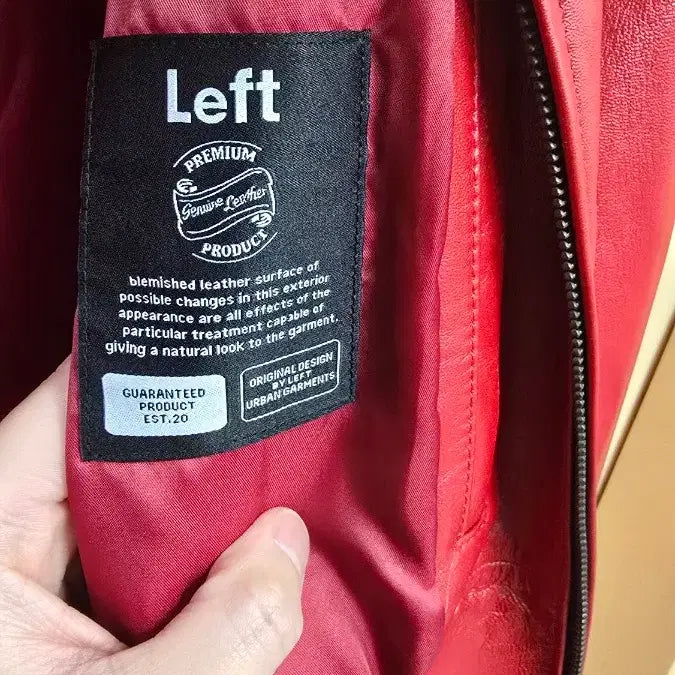 Left
PREMIUM
Genuine Leather
PRODUCT
blemished leather surface of
possible changes in this exterior
appearance are all effects of the
particular treatment capable of
giving a natural look to the garment.
GUARANTEED
PRODUCT
EST.20
ORIGINAL DESIGN
BY LEFT
URBAN GARMENTS